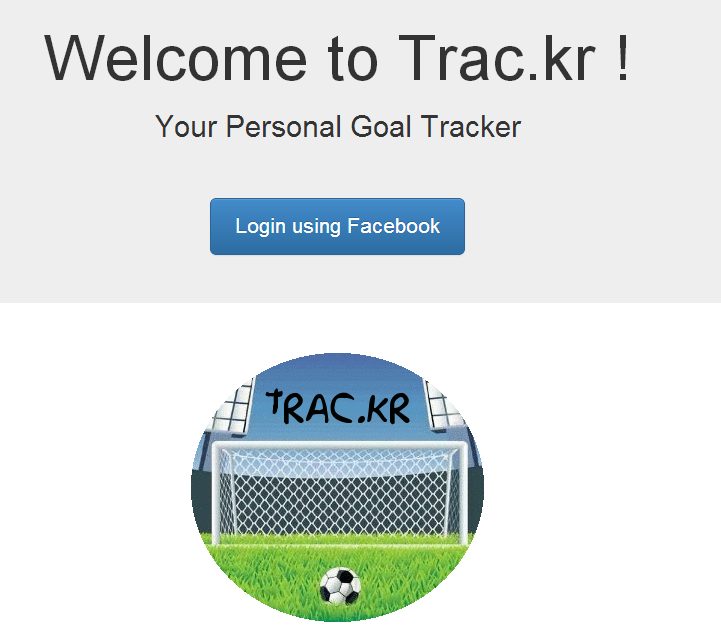 Welcome to Trac.kr !
Your Personal Goal Tracker
Login using Facebook
TRAC.KR